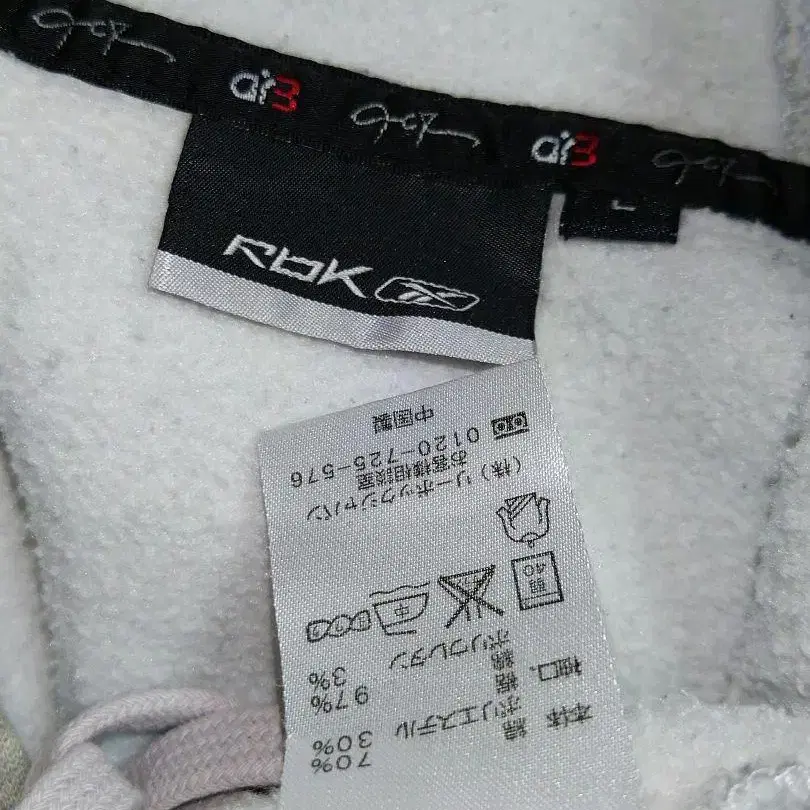 ai3
ai3
RBK
L
本体
綿 70%
ポリエステル 30%
袖口、裾
綿 97%
ポリウレタン 3%
弱
40
中
(株)リーボックジャパン
お客様相談室
0120-725-576
中国製